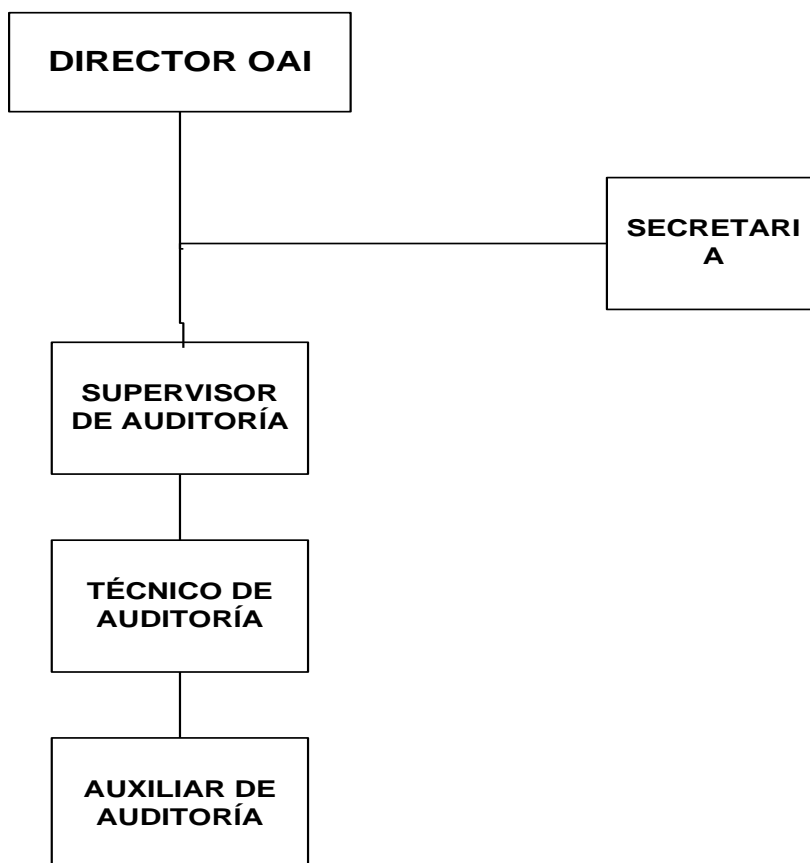 DIRECTOR OAI
SECRETARI
A
SUPERVISOR
DE AUDITORÍA
TÉCNICO DE
AUDITORÍA
AUXILIAR DE
AUDITORÍA